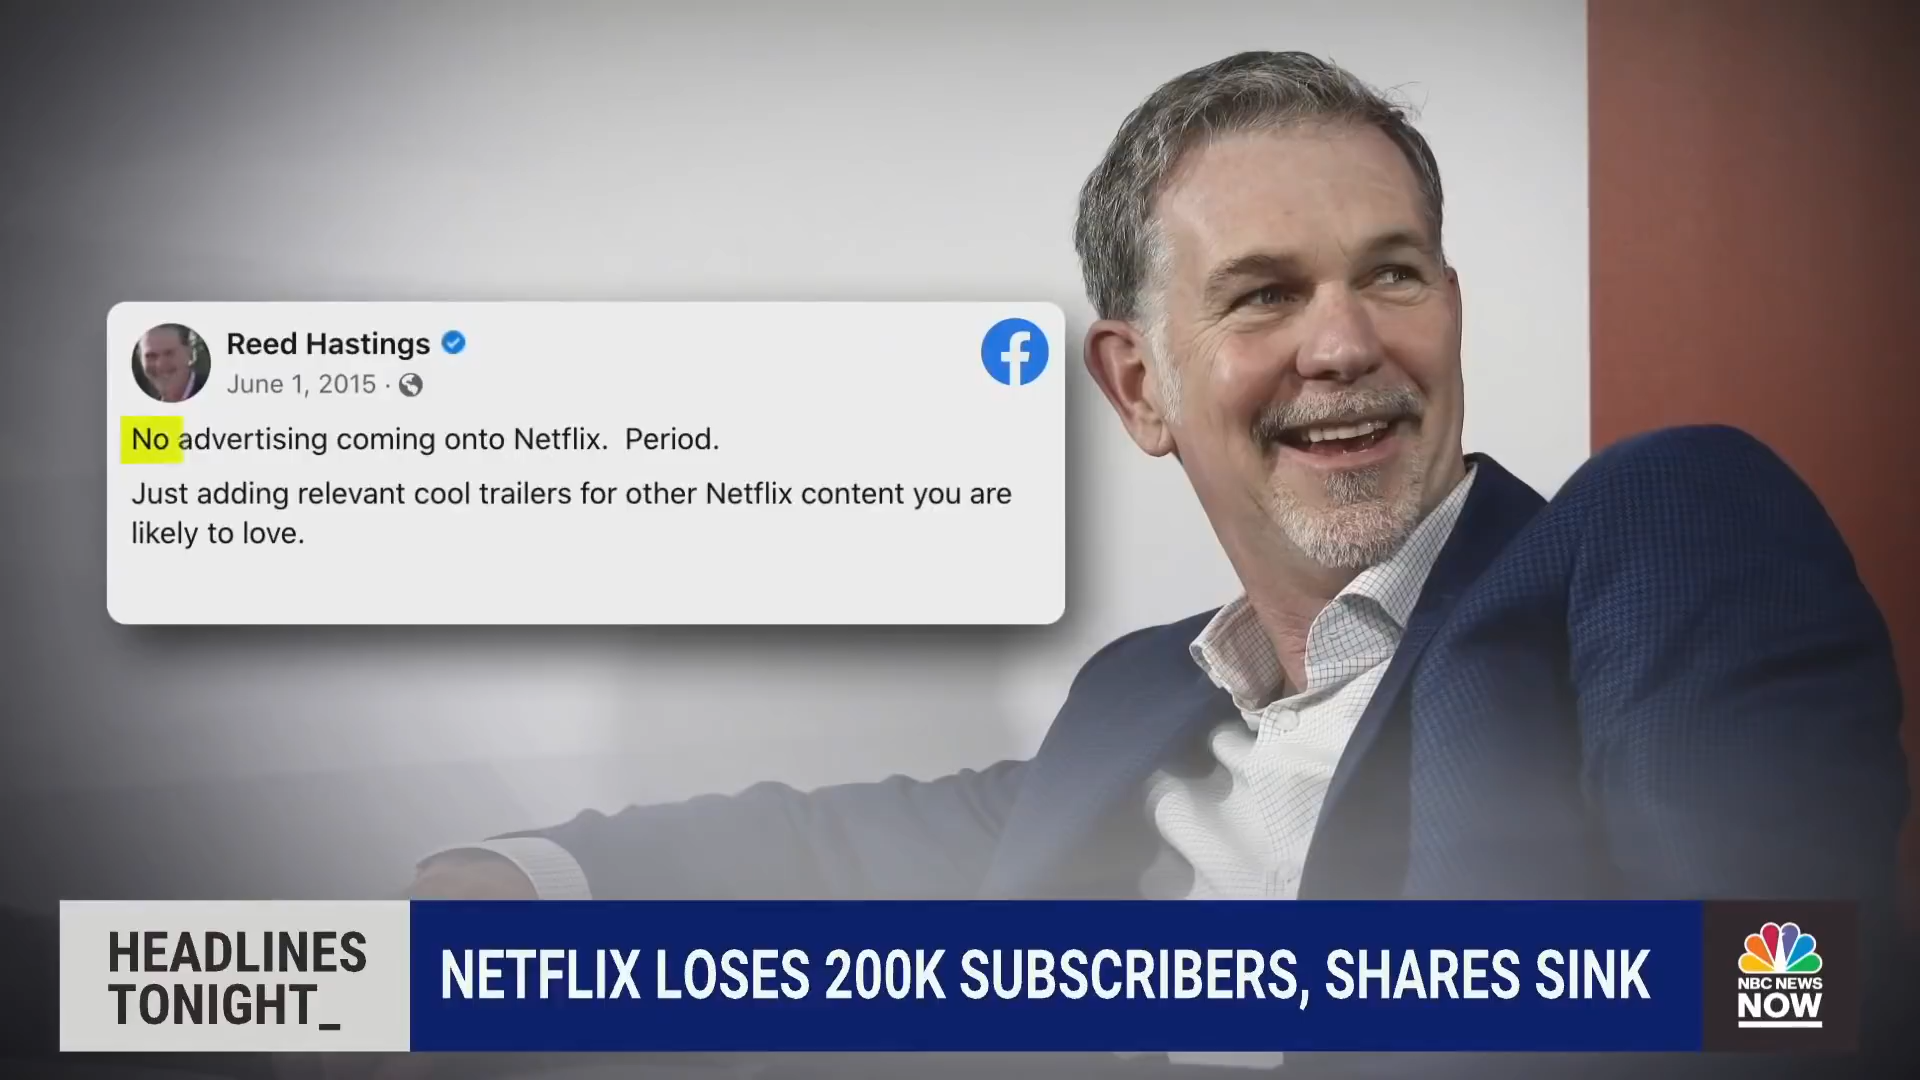 Reed Hastings
June 1, 2015 ·
No advertising coming onto Netflix.  Period.
Just adding relevant cool trailers for other Netflix content you are
likely to love.
HEADLINES
TONIGHT_
NETFLIX LOSES 200K SUBSCRIBERS, SHARES SINK
NBC NEWS
NOW